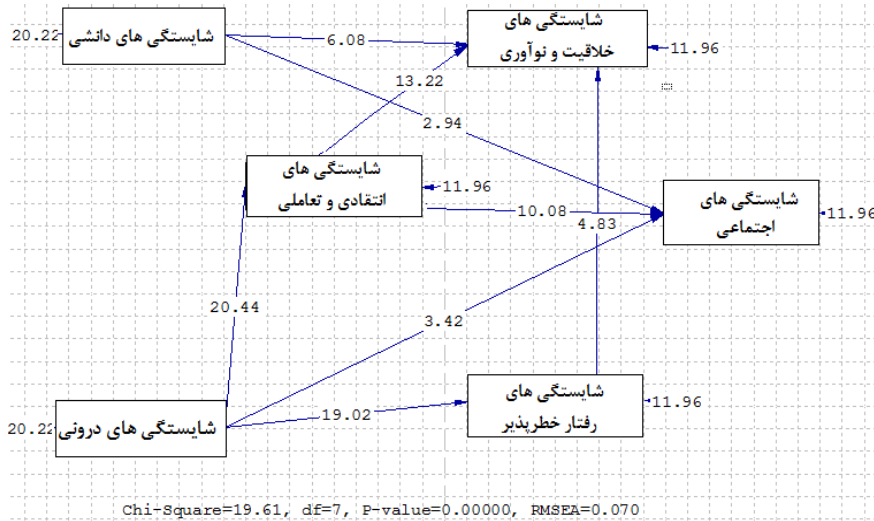 شایستگی های
خلاقیت و نوآوری
20.22
شایستگی های دانشی
6.08
11.96
13.22
2.94
شایستگی های
انتقادی و تعاملی
11.96
شایستگی های
اجتماعی
11.96
10.08
4.83
20.44
3.42
شایستگی های
رفتار خطرپذیر
11.96
19.02
20.22
شایستگی های درونی
Chi-Square=19.61, df=7, P-value=0.00000, RMSEA=0.070